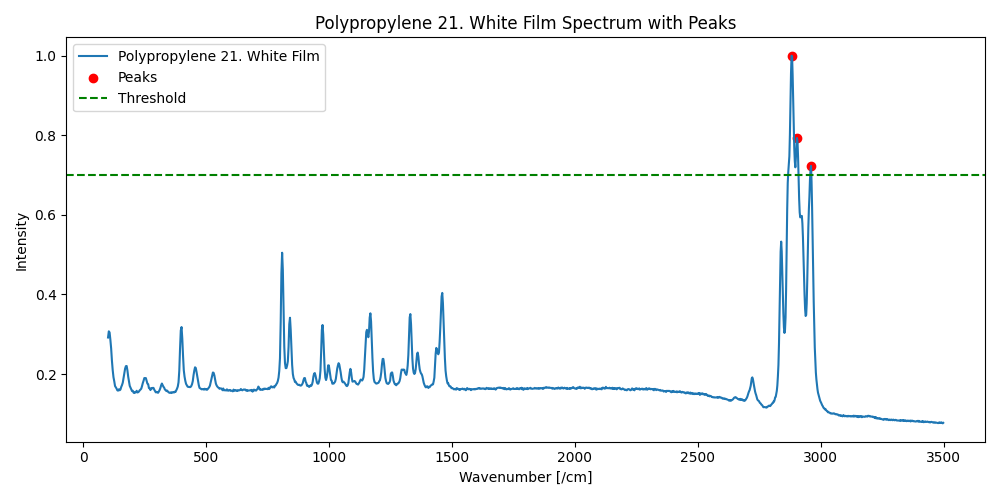 Polypropylene 21. White Film Spectrum with Peaks
Polypropylene 21. White Film
Peaks
Threshold
Intensity
1.0
0.8
0.6
0.4
0.2
0
500
1000
1500
2000
2500
3000
3500
Wavenumber [/cm]